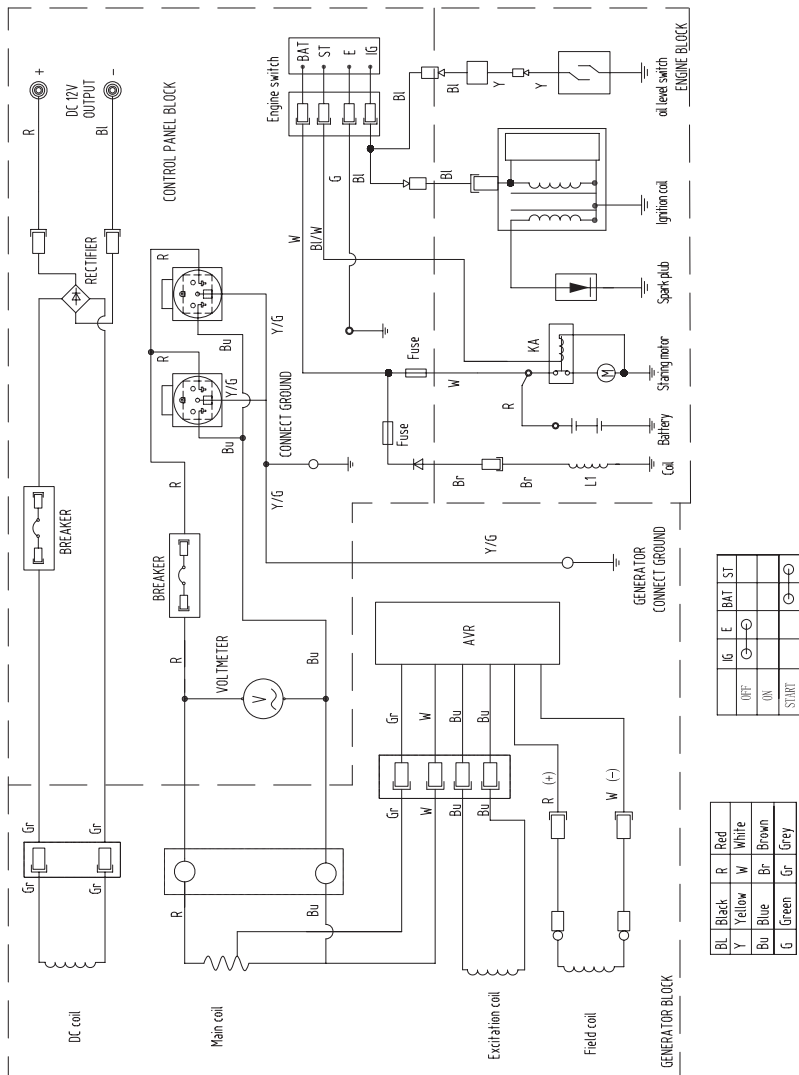 DC coil
Gr
Gr
Gr
Gr
BREAKER
R
+
DC 12V
OUTPUT
Bl
−
RECTIFIER
CONTROL PANEL BLOCK
Main coil
R
Bu
R
BREAKER
R
R
R
VOLTMETER
V
Bu
Bu
Bu
Y/G
Y/G
Y/G
CONNECT GROUND
Engine switch
BAT
ST
E
IG
W
Bl/W
G
Bl
Bl
Bl
Bl
Y
Y
oil level switch
ENGINE BLOCK
Bl
Ignition coil
Spark plub
KA
M
Staring motor
Fuse
W
R
Battery
Fuse
Br
Br
L1
Coil
Y/G
GENERATOR
CONNECT GROUND
AVR
Gr
W
Bu
Bu
Gr
W
Bu
Bu
Excitation coil
R (+)
W (−)
Field coil
GENERATOR BLOCK
BL Black R Red
Y Yellow W White
Bu Blue Br Brown
G Green Gr Grey
IG E BAT ST
OFF
ON
START